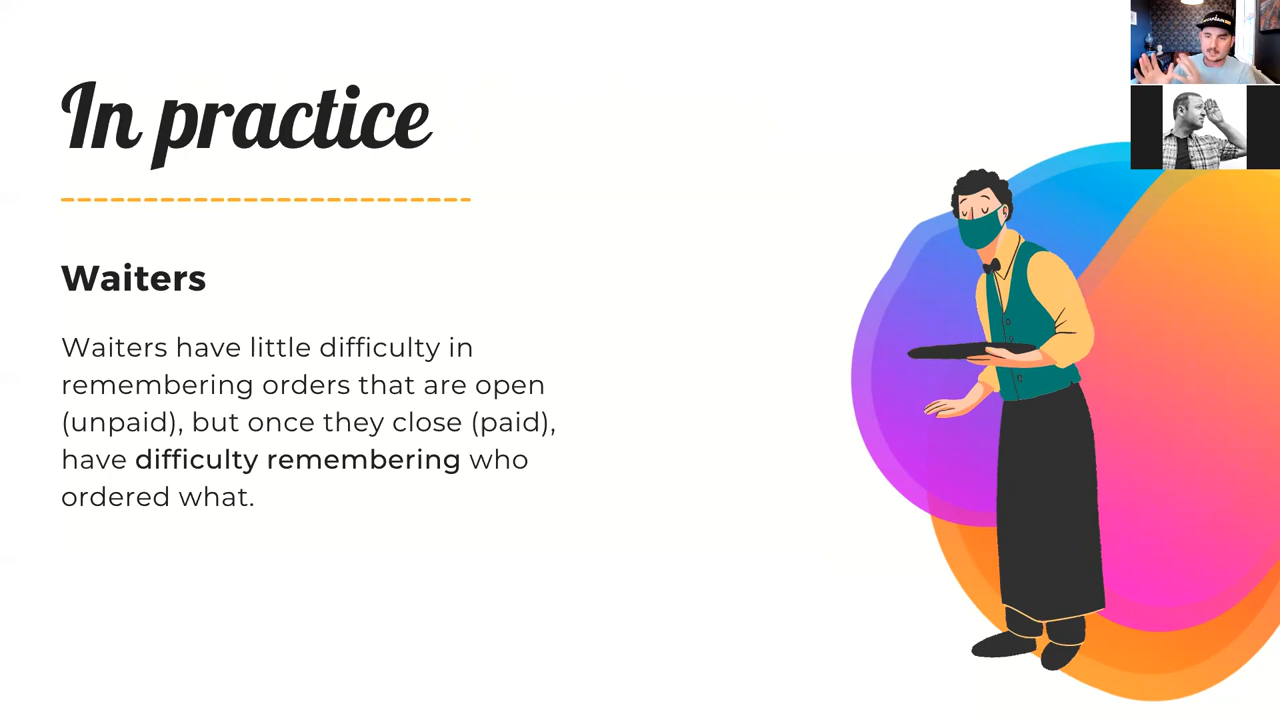 In practice
Waiters
Waiters have little difficulty in
remembering orders that are open
(unpaid), but once they close (paid),
have difficulty remembering who
ordered what.